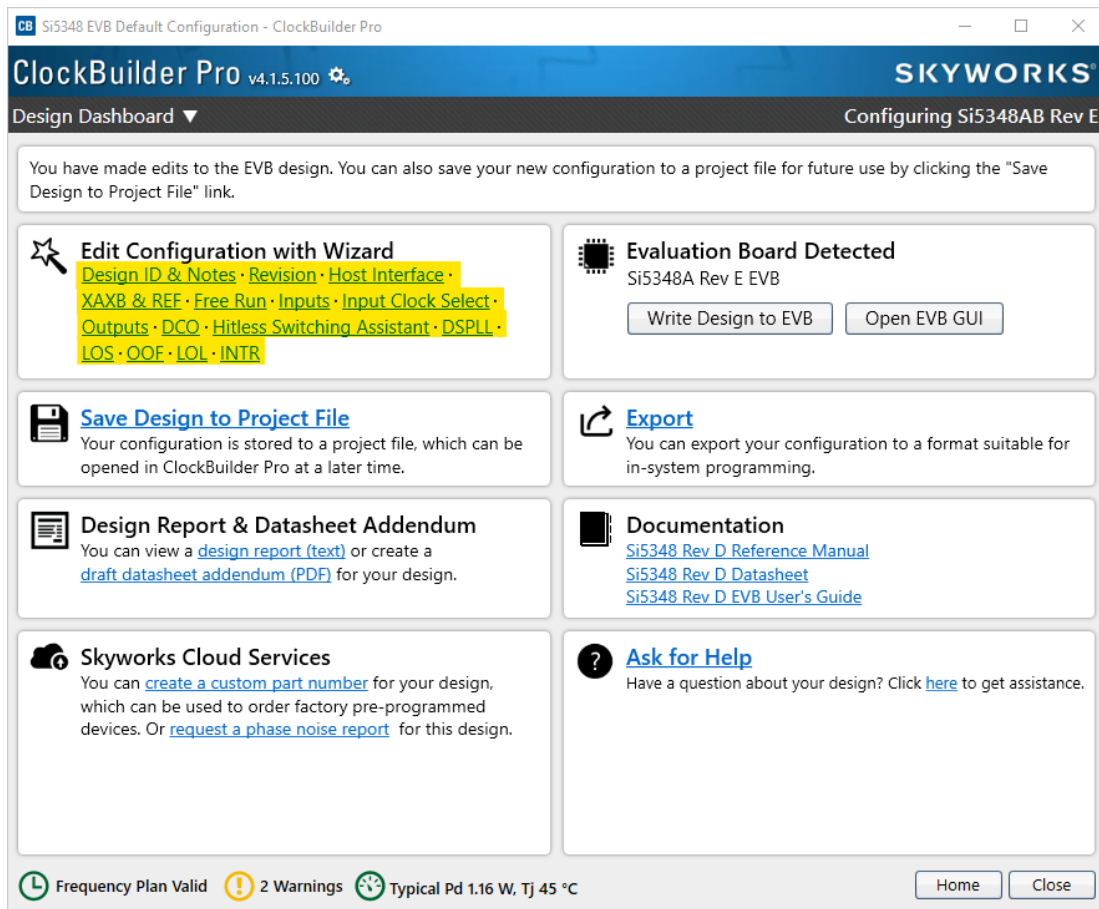 CB Si5348 EVB Default Configuration - ClockBuilder Pro
ClockBuilder Pro v4.1.5.100
SKYWORKS®
Design Dashboard ▼
Configuring Si5348AB Rev E
You have made edits to the EVB design. You can also save your new configuration to a project file for future use by clicking the "Save
Design to Project File" link.
Edit Configuration with Wizard
Design ID & Notes · Revision · Host Interface ·
XAXB & REF · Free Run · Inputs · Input Clock Select ·
Outputs · DCO · Hitless Switching Assistant · DSPLL ·
LOS · OOF · LOL · INTR
Evaluation Board Detected
Si5348A Rev E EVB
Write Design to EVB
Open EVB GUI
Save Design to Project File
Your configuration is stored to a project file, which can be
opened in ClockBuilder Pro at a later time.
Export
You can export your configuration to a format suitable for
in-system programming.
Design Report & Datasheet Addendum
You can view a design report (text) or create a
draft datasheet addendum (PDF) for your design.
Documentation
Si5348 Rev D Reference Manual
Si5348 Rev D Datasheet
Si5348 Rev D EVB User's Guide
Skyworks Cloud Services
You can create a custom part number for your design,
which can be used to order factory pre-programmed
devices. Or request a phase noise report for this design.
? Ask for Help
Have a question about your design? Click here to get assistance.
Frequency Plan Valid
2 Warnings
Typical Pd 1.16 W, Tj 45 °C
Home
Close